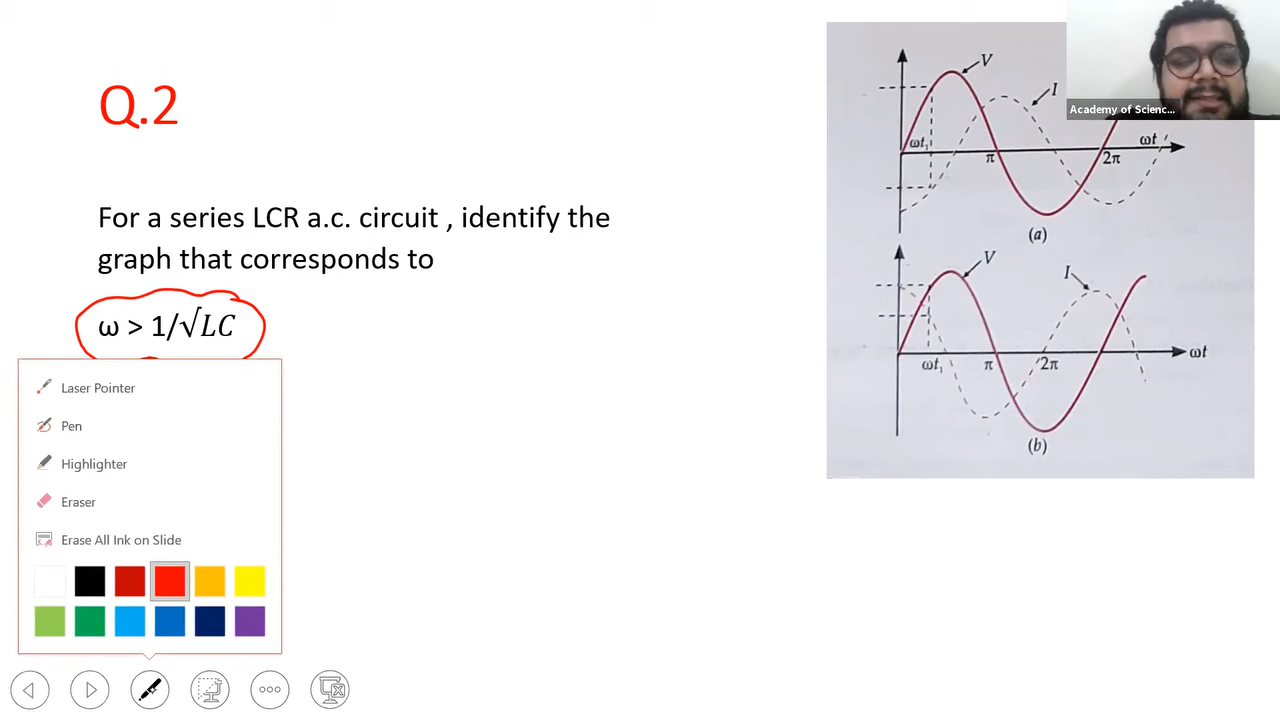 Q.2
For a series LCR a.c. circuit , identify the
graph that corresponds to
ω > 1/√LC
Laser Pointer
Pen
Highlighter
Eraser
Erase All Ink on Slide
V
I
Academy of Scienc...
ωt₁
π
2π
ωt
(a)
V
I
ωt₁
π
2π
ωt
(b)